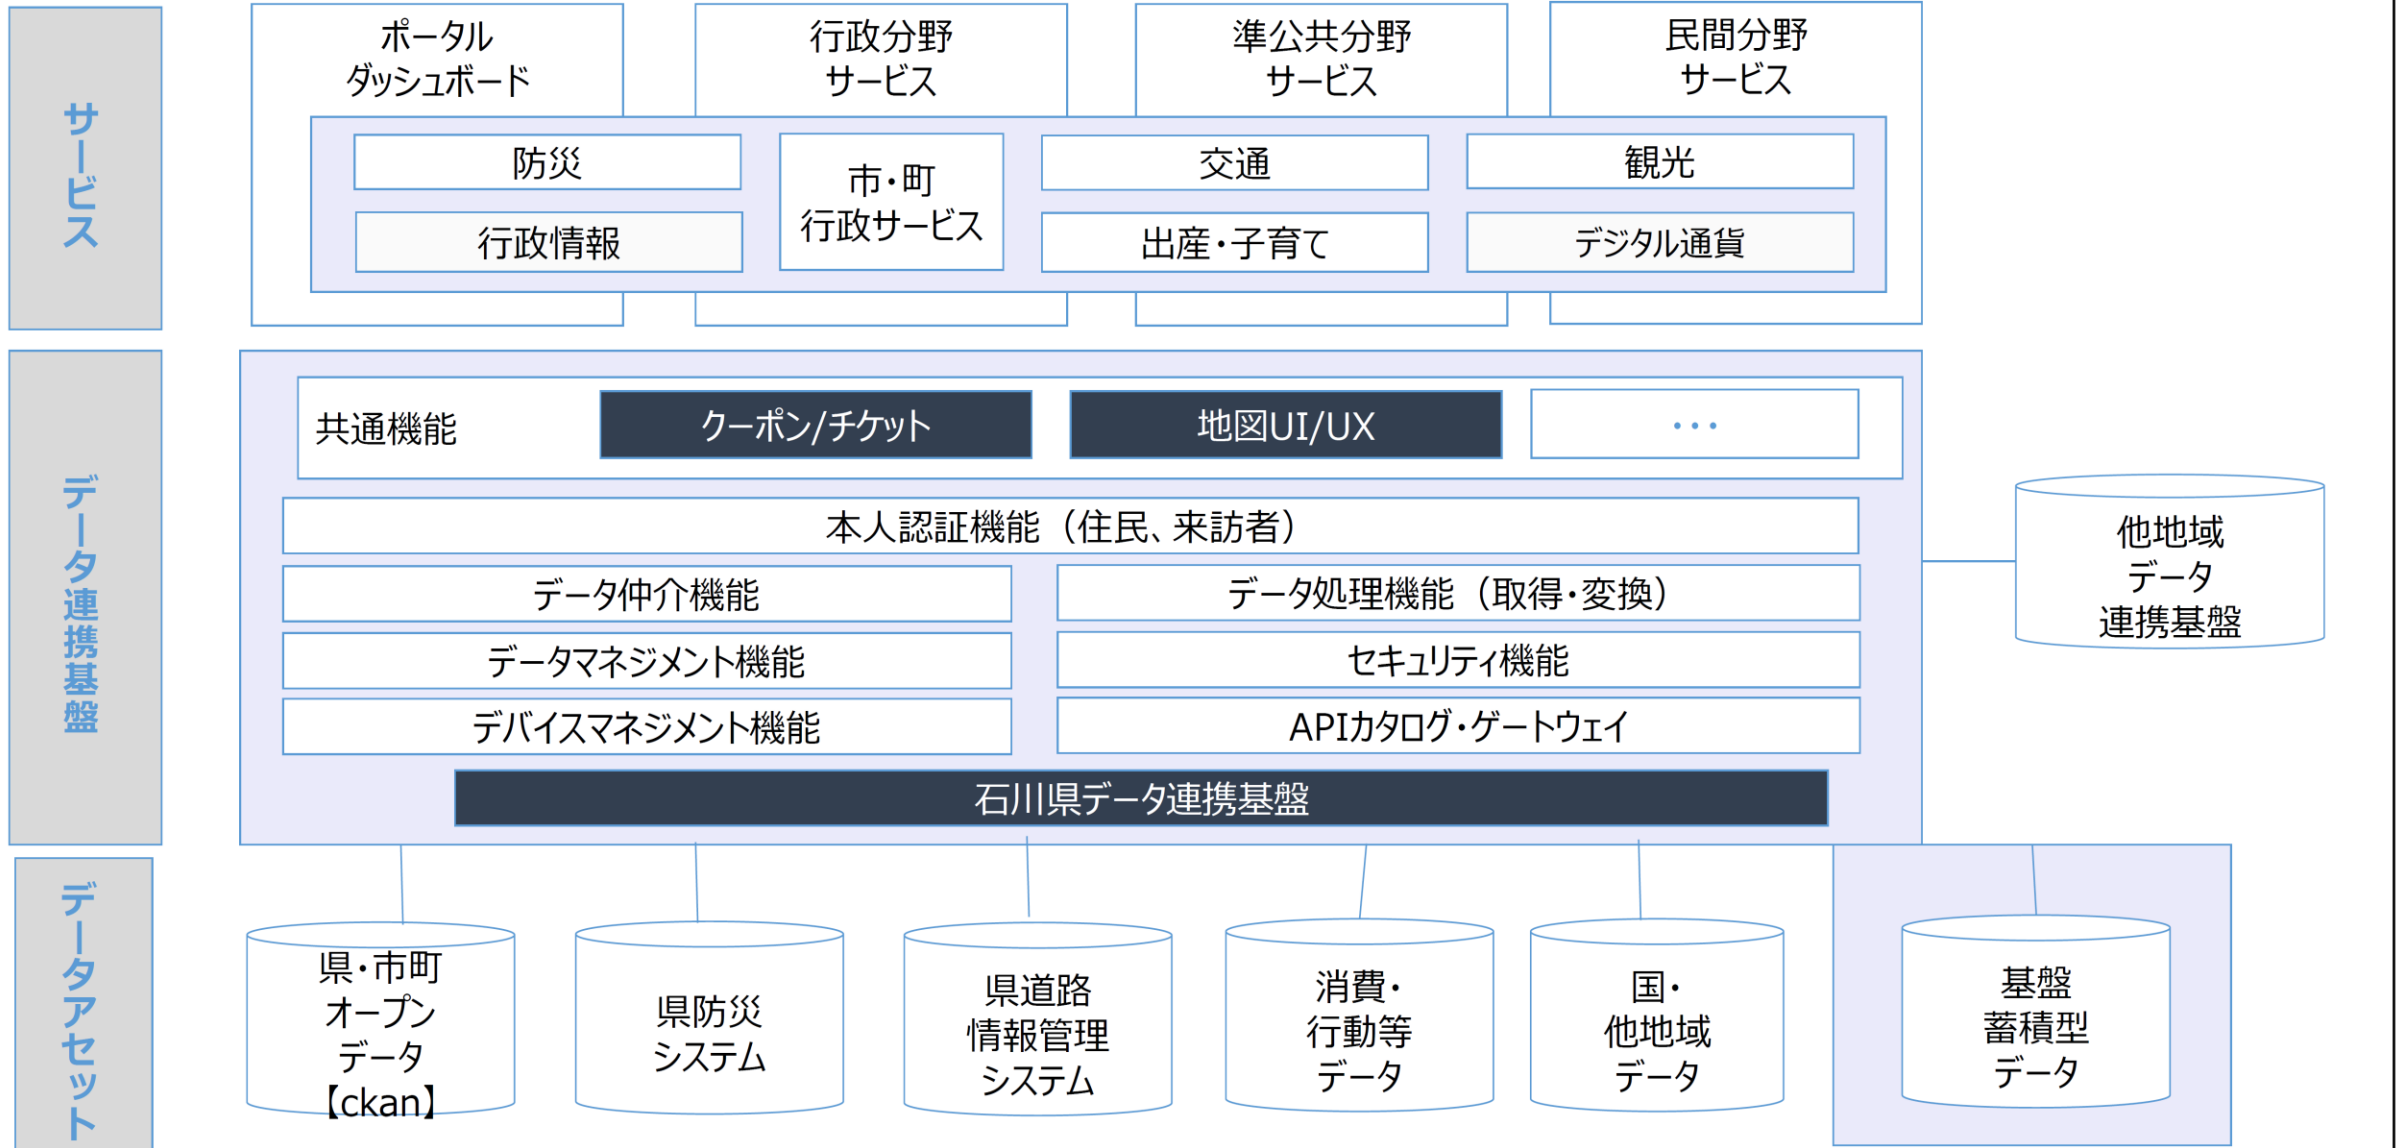 サービス
ポータル
ダッシュボード
行政分野
サービス
準公共分野
サービス
民間分野
サービス
防災
行政情報
市・町
行政サービス
交通
出産・子育て
観光
デジタル通貨
データ連携基盤
共通機能
クーポン/チケット
地図UI/UX
・・・
本人認証機能（住民、来訪者）
データ仲介機能
データ処理機能（取得・変換）
データマネジメント機能
セキュリティ機能
デバイスマネジメント機能
APIカタログ・ゲートウェイ
石川県データ連携基盤
他地域
データ
連携基盤
データアセット
県・市町
オープン
データ
【ckan】
県防災
システム
県道路
情報管理
システム
消費・
行動等
データ
国・
他地域
データ
基盤
蓄積型
データ